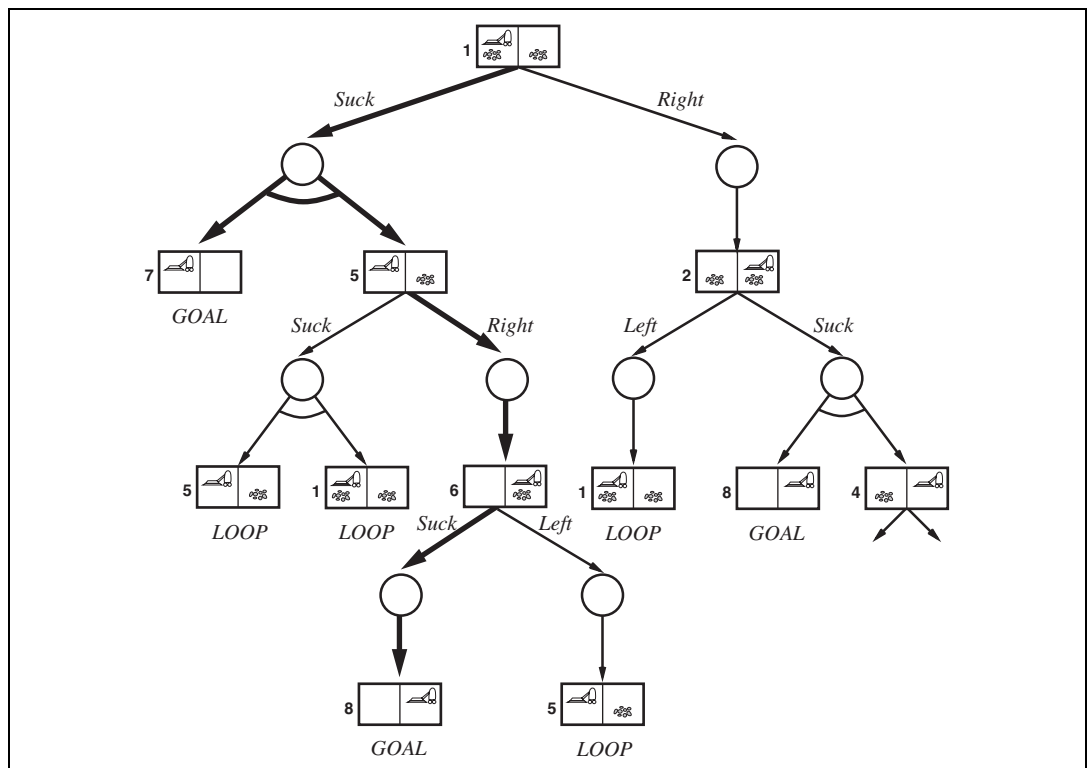 1
Suck Right
7 5 2
GOAL
Suck Right Left Suck
5 1 6 1 8 4
LOOP LOOP LOOP GOAL
Suck Left
8 5
GOAL LOOP